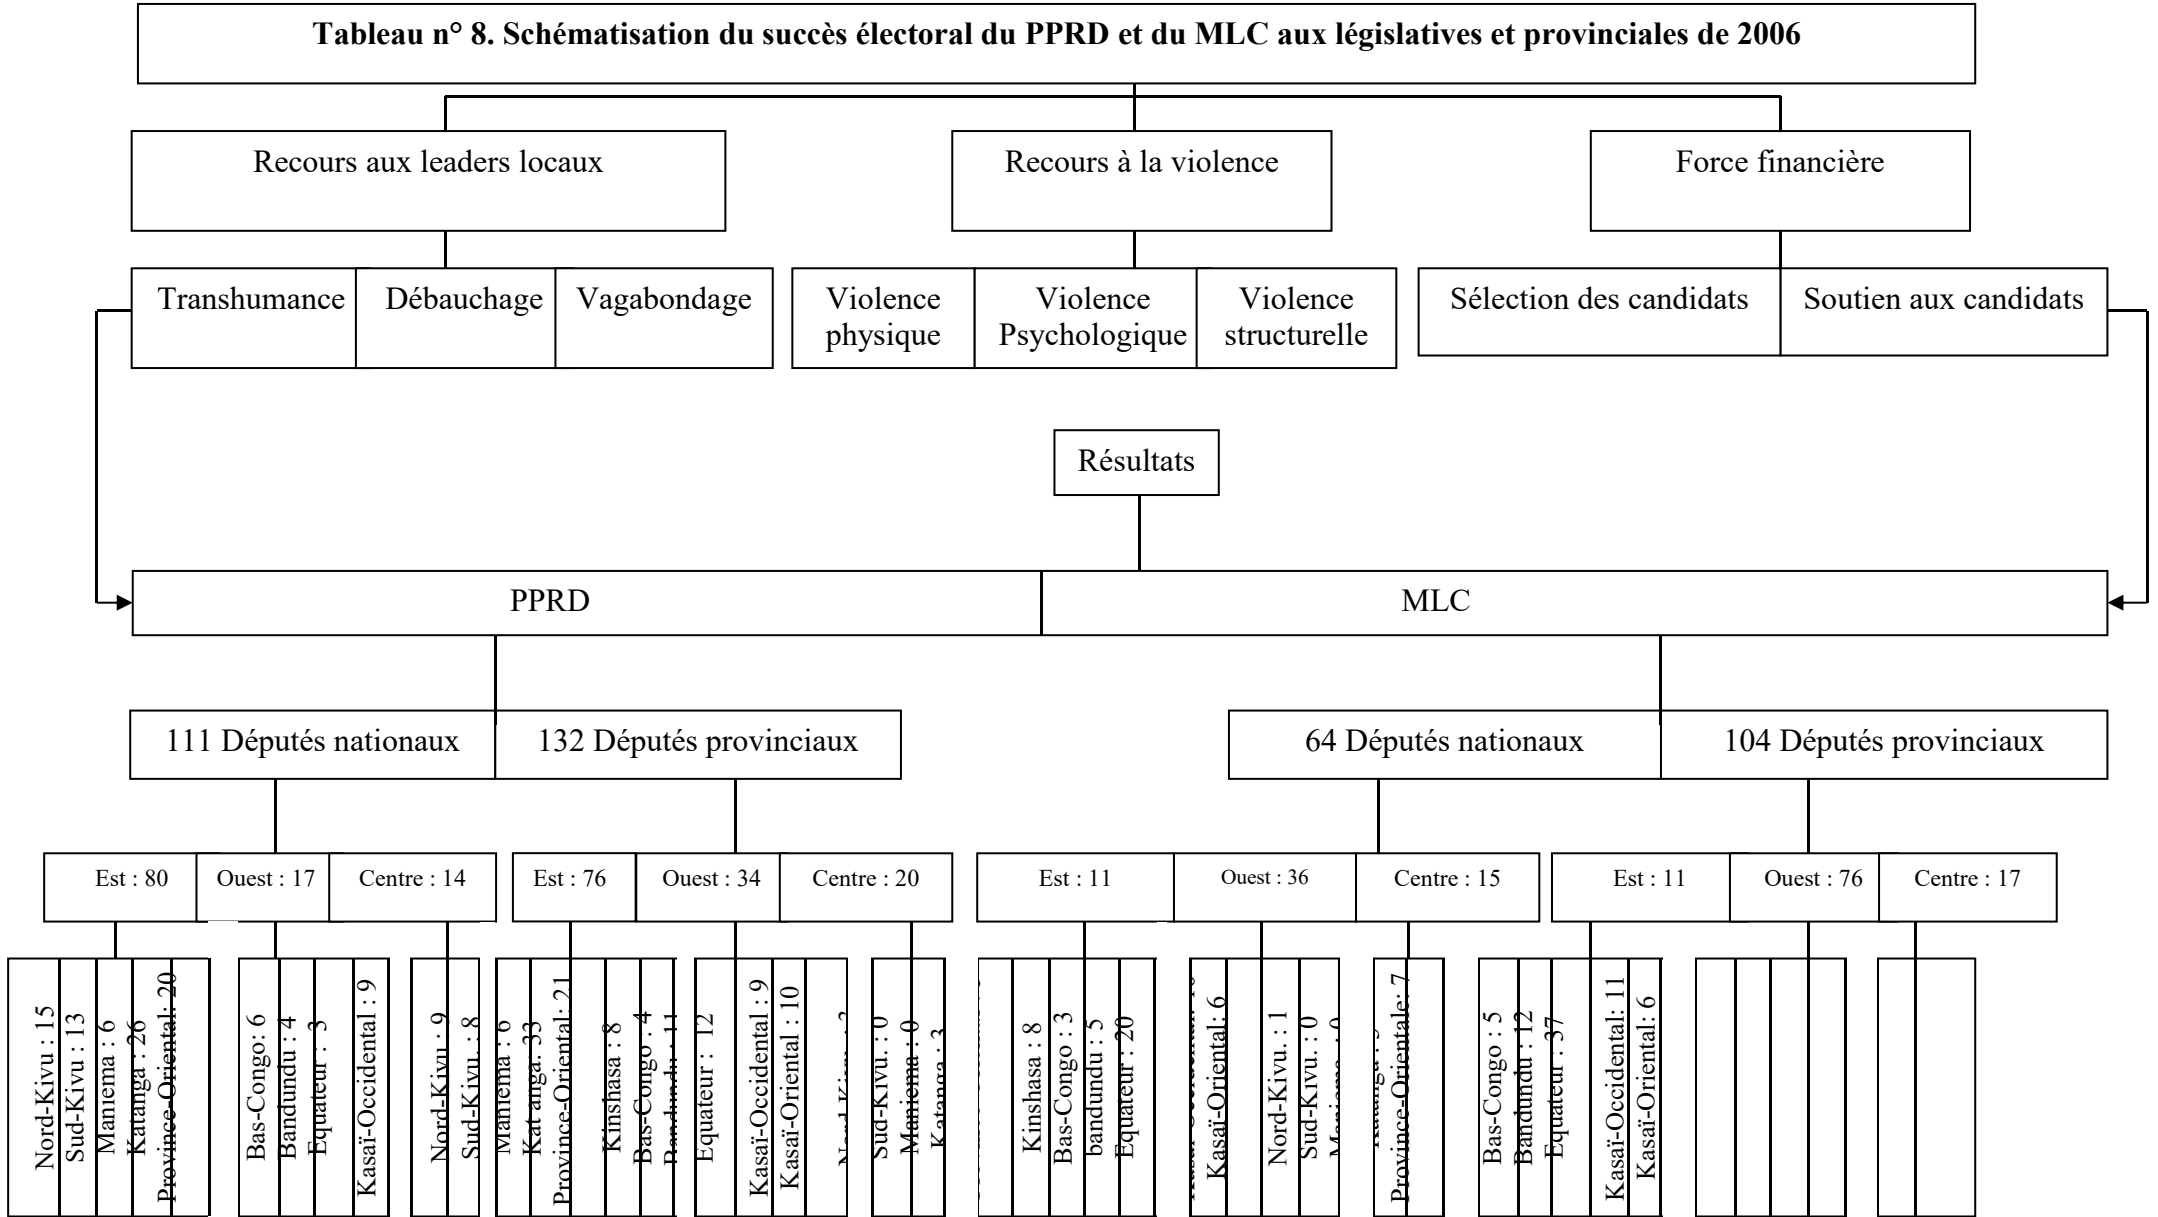 Tableau n° 8. Schématisation du succès électoral du PPRD et du MLC aux législatives et provinciales de 2006
Recours aux leaders locaux
Recours à la violence
Force financière
Transhumance
Débauchage
Vagabondage
Violence
physique
Violence
Psychologique
Violence
structurelle
Sélection des candidats
Soutien aux candidats
Résultats
PPRD
MLC
111 Députés nationaux
132 Députés provinciaux
64 Députés nationaux
104 Députés provinciaux
Est : 80
Ouest : 17
Centre : 14
Est : 76
Ouest : 34
Centre : 20
Est : 11
Ouest : 36
Centre : 15
Est : 11
Ouest : 76
Centre : 17
Nord-Kivu : 15
Sud-Kivu : 13
Maniema : 6
Katanga : 26
Province-Oriental: 20
Bas-Congo: 6
Bandundu : 4
Equateur : 3
Kasaï-Occidental : 9
Nord-Kivu : 9
Sud-Kivu. : 8
Maniema : 6
Kat anga: 33
Province-Oriental: 21
Kinshasa : 8
Bas-Congo : 4
Bandundu : 11
Equateur : 12
Kasaï-Occidental : 9
Kasaï-Oriental : 10
Sud-Kivu. : 0
Maniema : 0
Katanga : 3
Kinshasa : 8
Bas-Congo : 3
bandundu : 5
Equateur : 20
Kasaï-Oriental: 6
Nord-Kivu. : 1
Sud-Kivu. : 0
Province-Orientale: 7
Bas-Congo : 5
Bandundu : 12
Equateur : 37
Kasaï-Occidental: 11
Kasaï-Oriental: 6